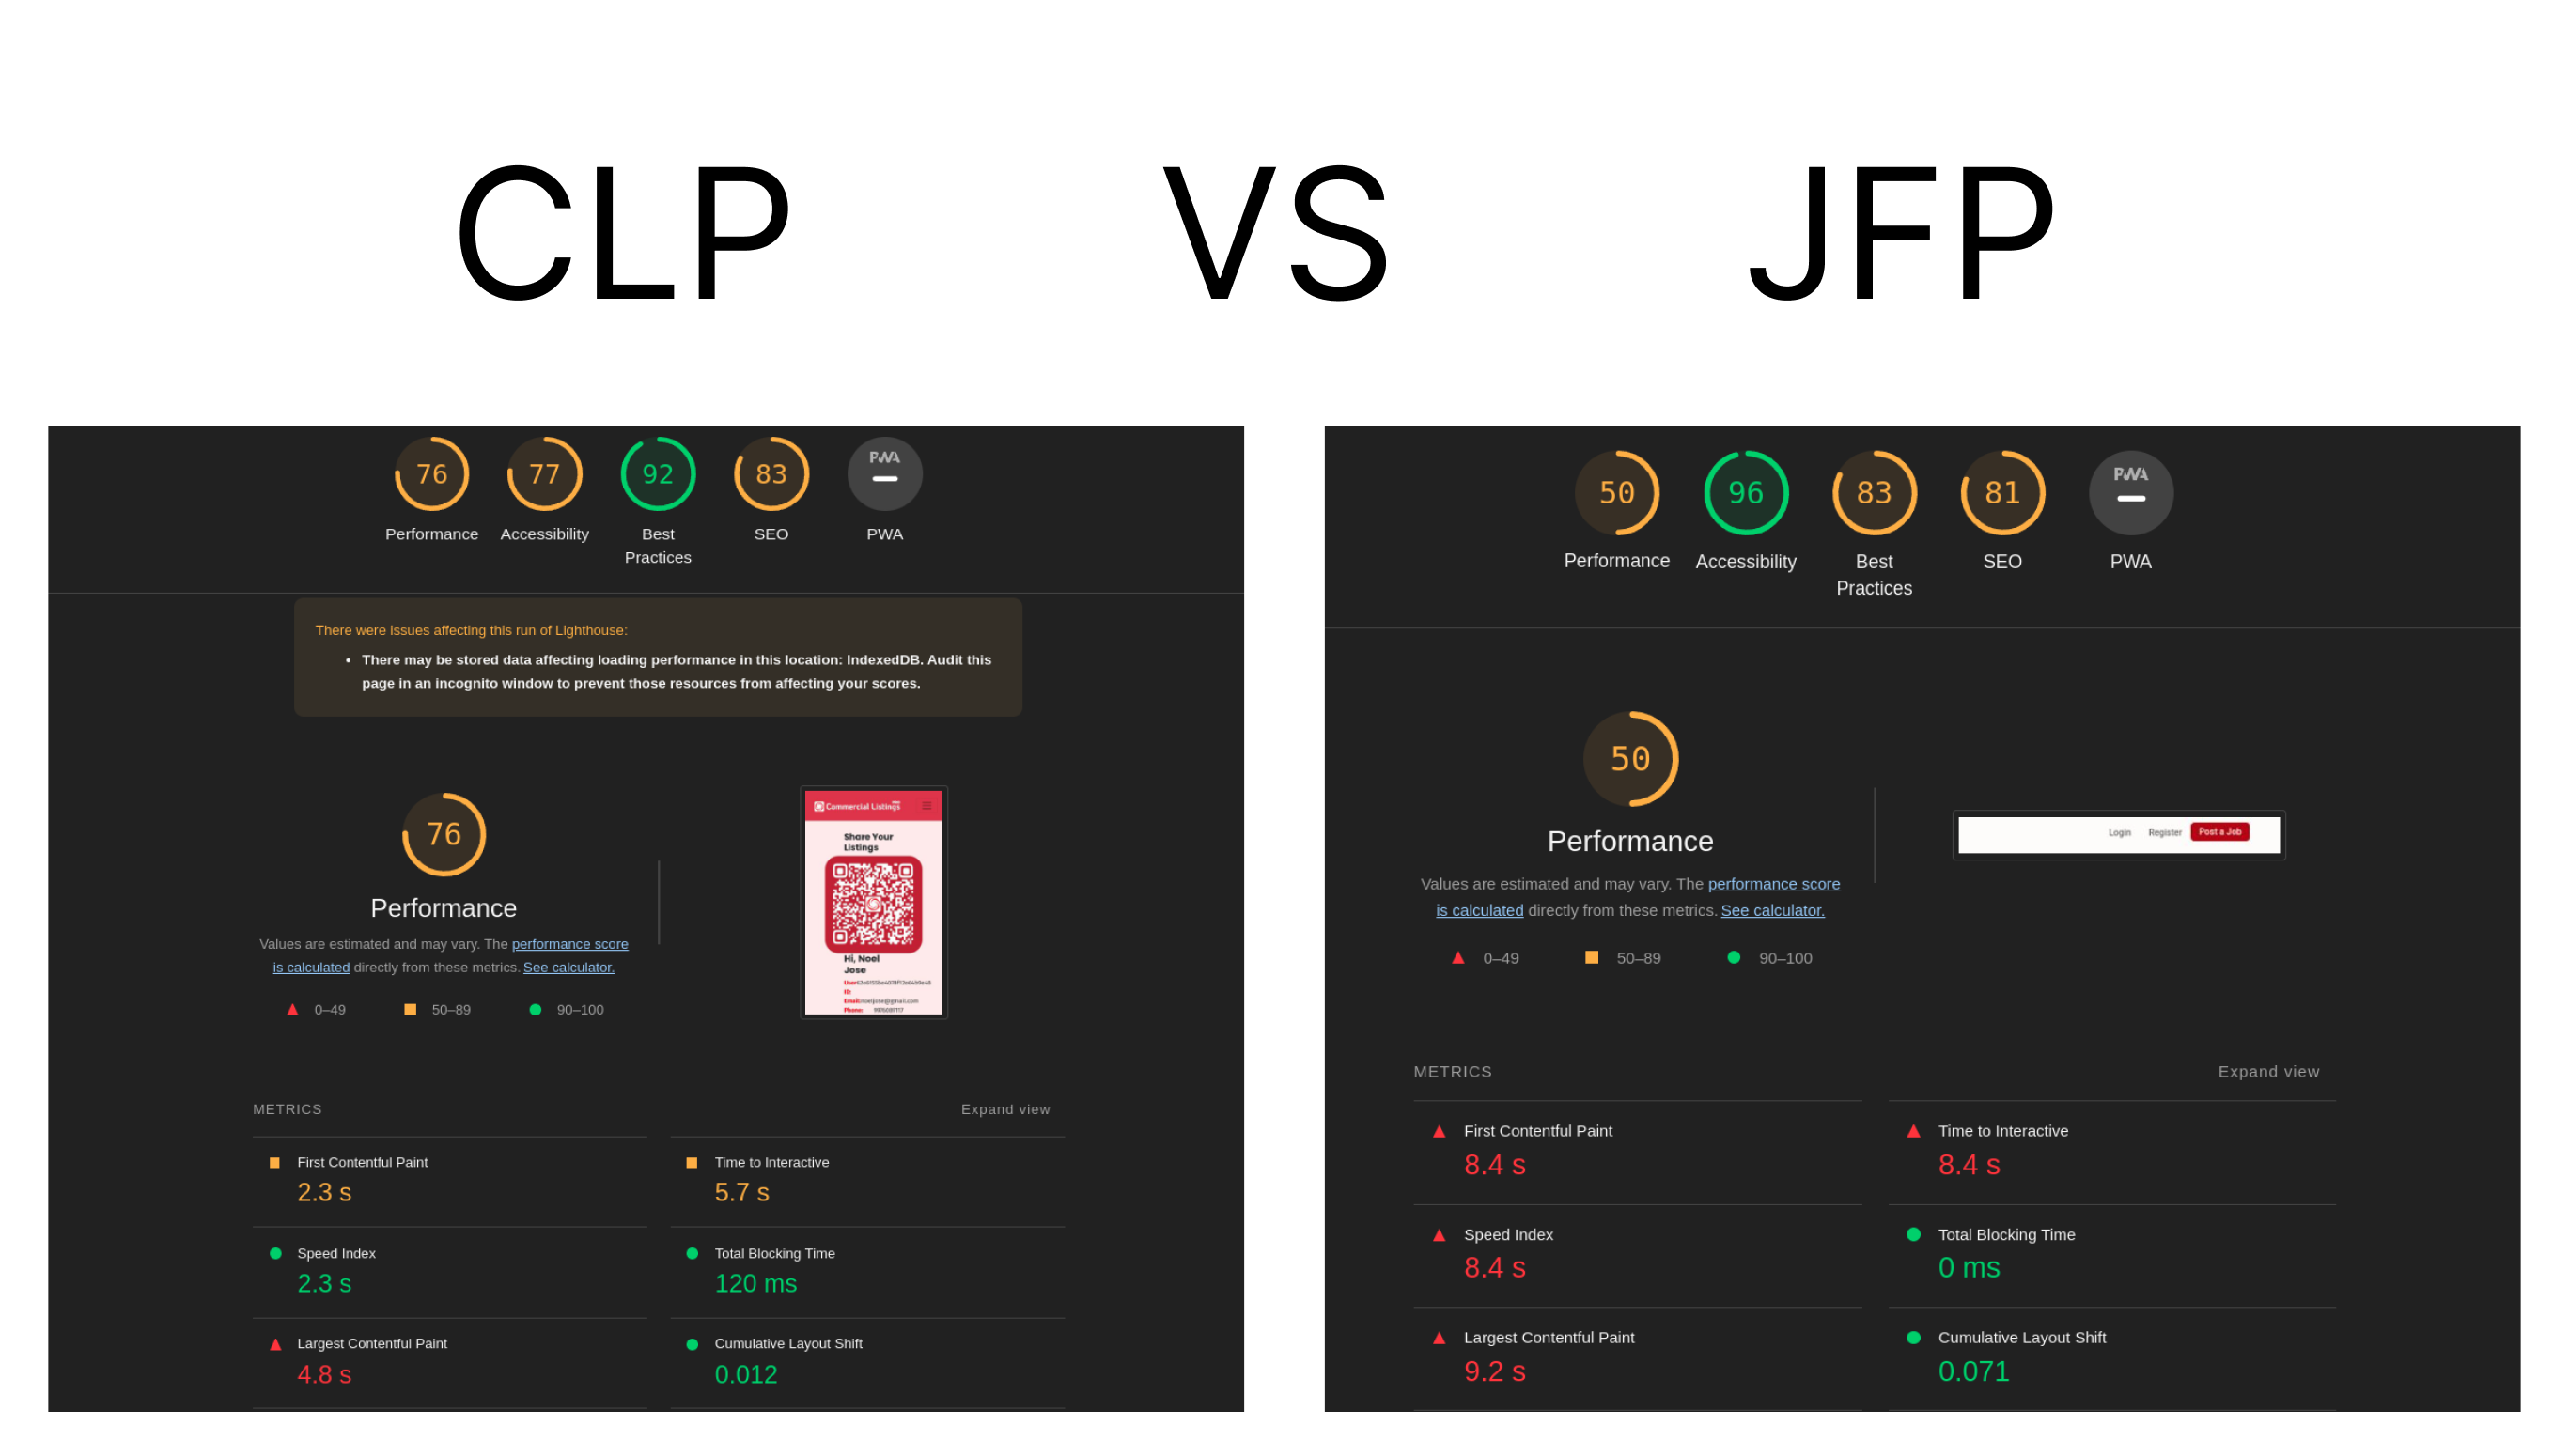 CLP VS JFP
76 77 92 83 PWA
Performance Accessibility Best SEO PWA
Practices
There were issues affecting this run of Lighthouse:
• There may be stored data affecting loading performance in this location: IndexedDB. Audit this
page in an incognito window to prevent those resources from affecting your scores.
76
Performance
Values are estimated and may vary. The performance score
is calculated directly from these metrics. See calculator.
0–49 50–89 90–100
Commercial Listings
Share Your
Listings
Hi, Noel
Jose
User
ID:
Email:noeljose@gmail.com
Phone:
METRICS Expand view
First Contentful Paint Time to Interactive
2.3 s 5.7 s
Speed Index Total Blocking Time
2.3 s 120 ms
Largest Contentful Paint Cumulative Layout Shift
4.8 s 0.012
50 96 83 81 PWA
Performance Accessibility Best SEO PWA
Practices
50
Performance
Values are estimated and may vary. The performance score
is calculated directly from these metrics. See calculator.
0–49 50–89 90–100
Login Register Post a Job
METRICS Expand view
First Contentful Paint Time to Interactive
8.4 s 8.4 s
Speed Index Total Blocking Time
8.4 s 0 ms
Largest Contentful Paint Cumulative Layout Shift
9.2 s 0.071